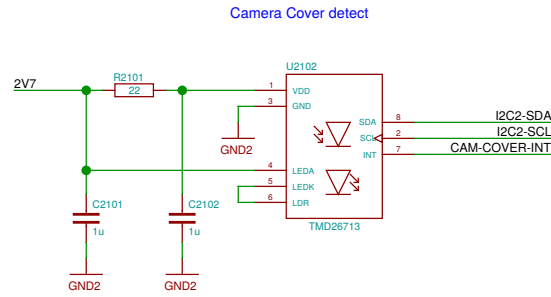 Camera Cover detect
U2102
2V7
R2101
22
1
VDD
3
GND
GND2
SDA
8
I2C2-SDA
SCL
2
I2C2-SCL
INT
7
CAM-COVER-INT
4
LEDA
5
LEDK
6
LDR
C2101
1u
C2102
1u
TMD26713
GND2
GND2